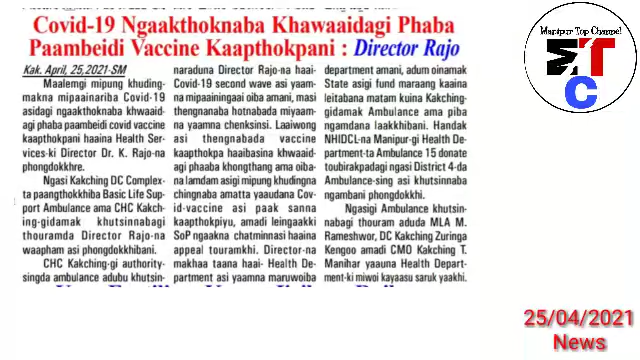 Covid-19 Ngaakthoknaba Khawaaidagi Phaba
Paambeidi Vaccine Kaapthokpani : Director Rajo
Kak. April, 25,2021-SM
Maalemgi mipung khuding-
makna mipaainariba Covid-19
asidagi ngaakthoknaba khwaaid-
agi phaba paambeidi covid vaccine
kaapthokpani haaina Health Ser-
vices-ki Director Dr. K. Rajo-na
phongdokkhre.
Ngasi Kakching DC Complex-
ta paangthokkhiba Basic Life Sup-
port Ambulance ama CHC Kakch-
ing-gidamak khutsinnabagi
thouramda Director Rajo-na
waapham asi phongdokkhibani.
CHC Kakching-gi authority-
singda ambulance adubu khutsin-
naraduna Director Rajo-na haai-
Covid-19 second wave asi yaam-
na mipaainingaai oiba amani, masi
thengnanaba hotnabada miyaam-
na yaamna chenksinsi. Laaiwong
asi thengnabada vaccine
kaapthokpa haaibasina khwaaid-
agi phaaba khongthang ama oiba-
na lamdam asigi mipung khudingna
chingnaba amatta yaaudana Cov-
id-vaccine asi paak sanna
kaapthokpiyu, amadi leingaakki
SoP ngaakna chatminnasi haaina
appeal touramkhi. Director-na
makhaa taana haai- Health De-
partment asi yaamna maruwoiba
department amani, adum oinamak
State asigi fund maraang kaaina
leitabana matam kuina Kakching-
gidamak Ambulance ama piba
ngamdana laakkhibani. Handak
NHIDCL-na Manipur-gi Health De-
partment-ta Ambulance 15 donate
toubirakpadagi ngasi District 4-da
Ambulance-sing asi khutsinnaba
ngambani phongdokkhi.
Ngasigi Ambulance khutsin-
nabagi thouram aduda MLA M.
Rameshwor, DC Kakching Zuringa
Kengoo amadi CMO Kakching T.
Manihar yaauna Health Depart-
ment-ki miwoi kayaasu saruk yaakhi.
Manipur Top Channel
MTC
25/04/2021
News